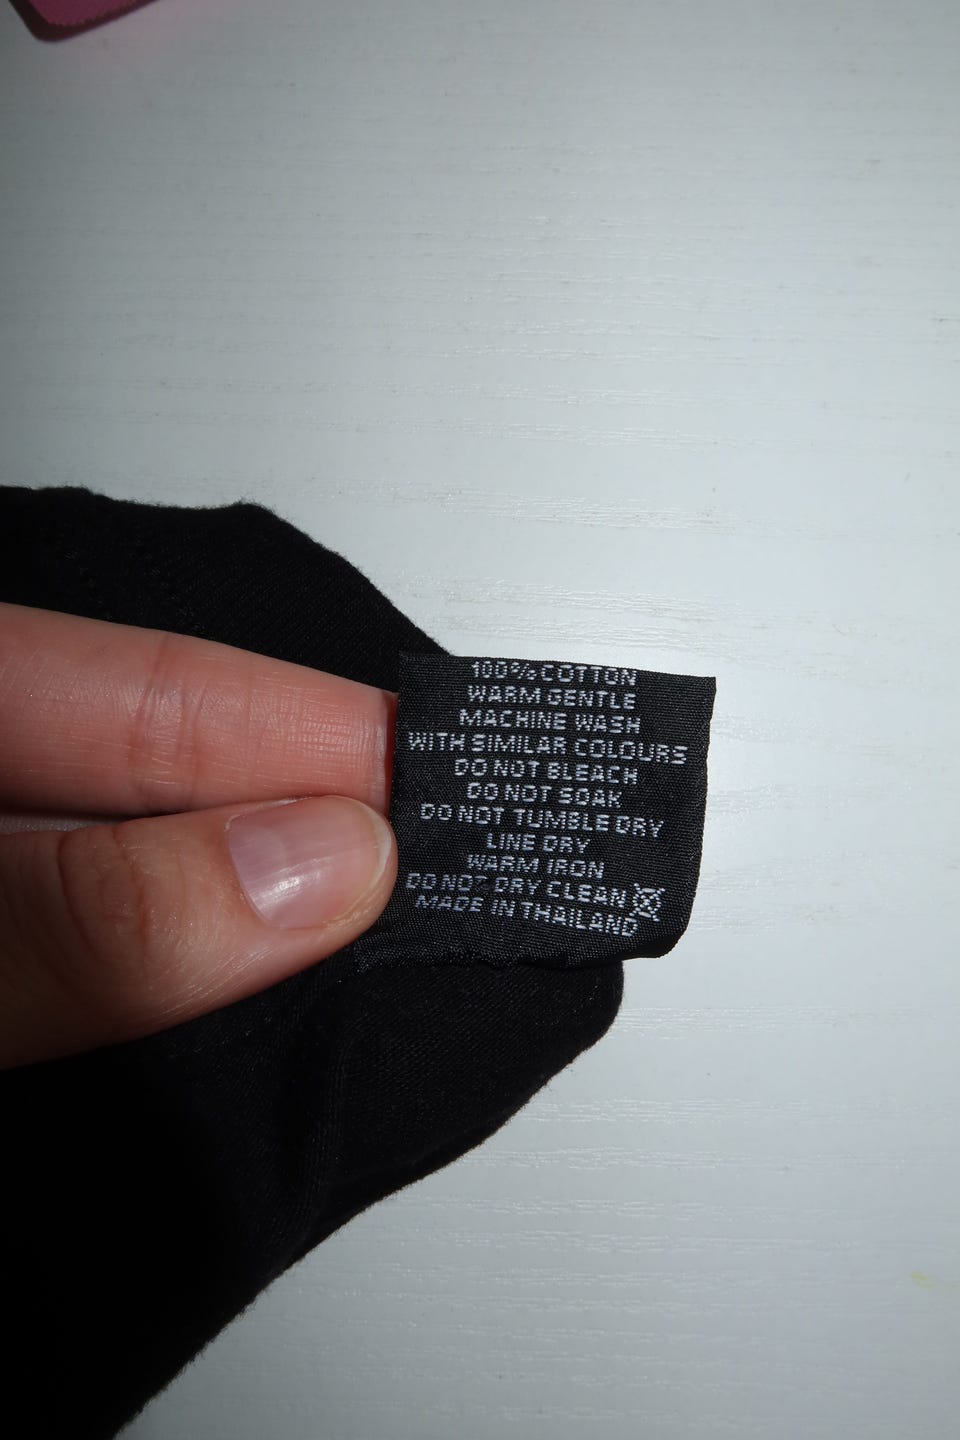 100% COTTON
WARM GENTLE
MACHINE WASH
WITH SIMILAR COLOURS
DO NOT BLEACH
DO NOT SOAK
DO NOT TUMBLE DRY
LINE DRY
WARM IRON
DO NOT DRY CLEAN
MADE IN THAILAND